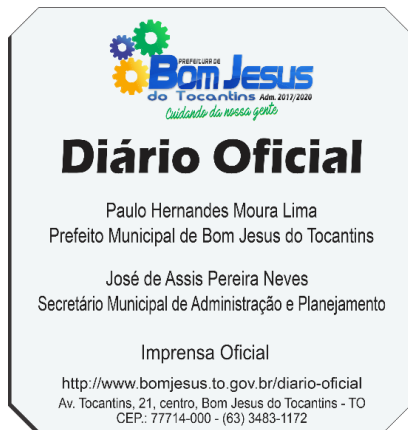 PREFEITURA DE
Bom Jesus
do Tocantins Adm. 2017/2020
Cuidando da nossa gente
Diário Oficial
Paulo Hernandes Moura Lima
Prefeito Municipal de Bom Jesus do Tocantins
José de Assis Pereira Neves
Secretário Municipal de Administração e Planejamento
Imprensa Oficial
http://www.bomjesus.to.gov.br/diario-oficial
Av. Tocantins, 21, centro, Bom Jesus do Tocantins - TO
CEP.: 77714-000 - (63) 3483-1172